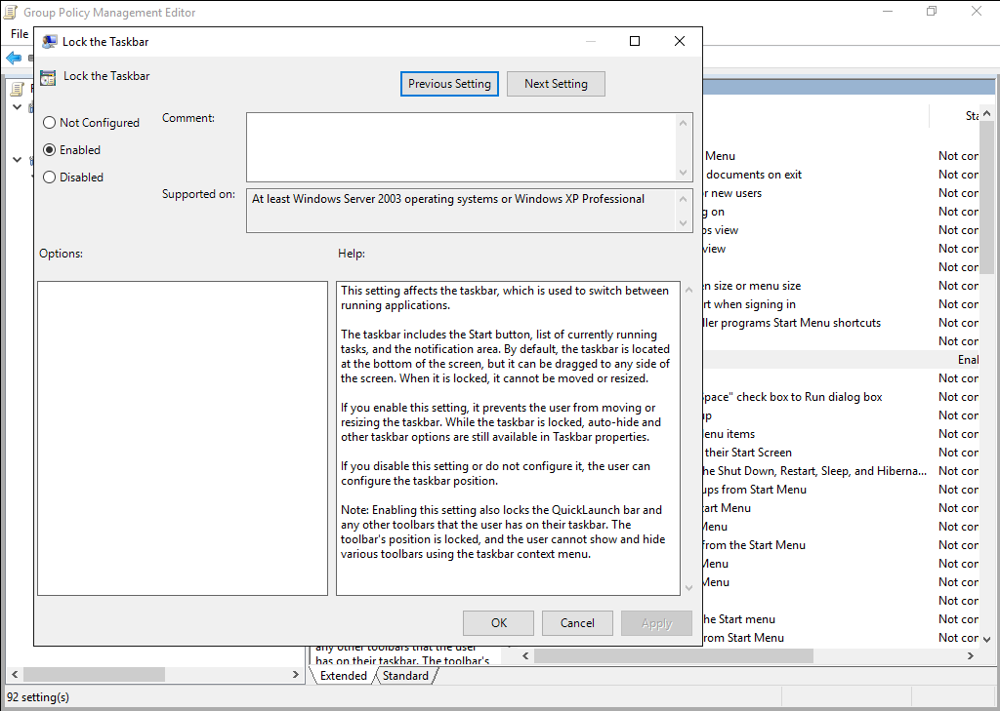 Group Policy Management Editor
File
Lock the Taskbar
Lock the Taskbar
Previous Setting
Next Setting
Not Configured
Enabled
Disabled
Comment:
Supported on:
At least Windows Server 2003 operating systems or Windows XP Professional
Options:
Help:
This setting affects the taskbar, which is used to switch between
running applications.
The taskbar includes the Start button, list of currently running
tasks, and the notification area. By default, the taskbar is located
at the bottom of the screen, but it can be dragged to any side of
the screen. When it is locked, it cannot be moved or resized.
If you enable this setting, it prevents the user from moving or
resizing the taskbar. While the taskbar is locked, auto-hide and
other taskbar options are still available in Taskbar properties.
If you disable this setting or do not configure it, the user can
configure the taskbar position.
Note: Enabling this setting also locks the QuickLaunch bar and
any other toolbars that the user has on their taskbar. The
toolbar's position is locked, and the user cannot show and hide
various toolbars using the taskbar context menu.
OK
Cancel
Apply
Sta
Menu Not cor
documents on exit Not cor
r new users Not cor
g on Not cor
ps view Not cor
view Not cor
Not cor
n size or menu size Not cor
rt when signing in Not cor
ller programs Start Menu shortcuts Not cor
Not cor
Enal
Not cor
Space" check box to Run dialog box Not cor
up Not cor
enu items Not cor
their Start Screen Not cor
he Shut Down, Restart, Sleep, and Hiberna... Not cor
ups from Start Menu Not cor
tart Menu Not cor
Menu Not cor
from the Start Menu Not cor
Menu Not cor
Menu Not cor
Not cor
he Start menu Not cor
rom Start Menu Not cor
any other toolbars that the user
has on their taskbar. The toolbar's
Extended
Standard
92 setting(s)